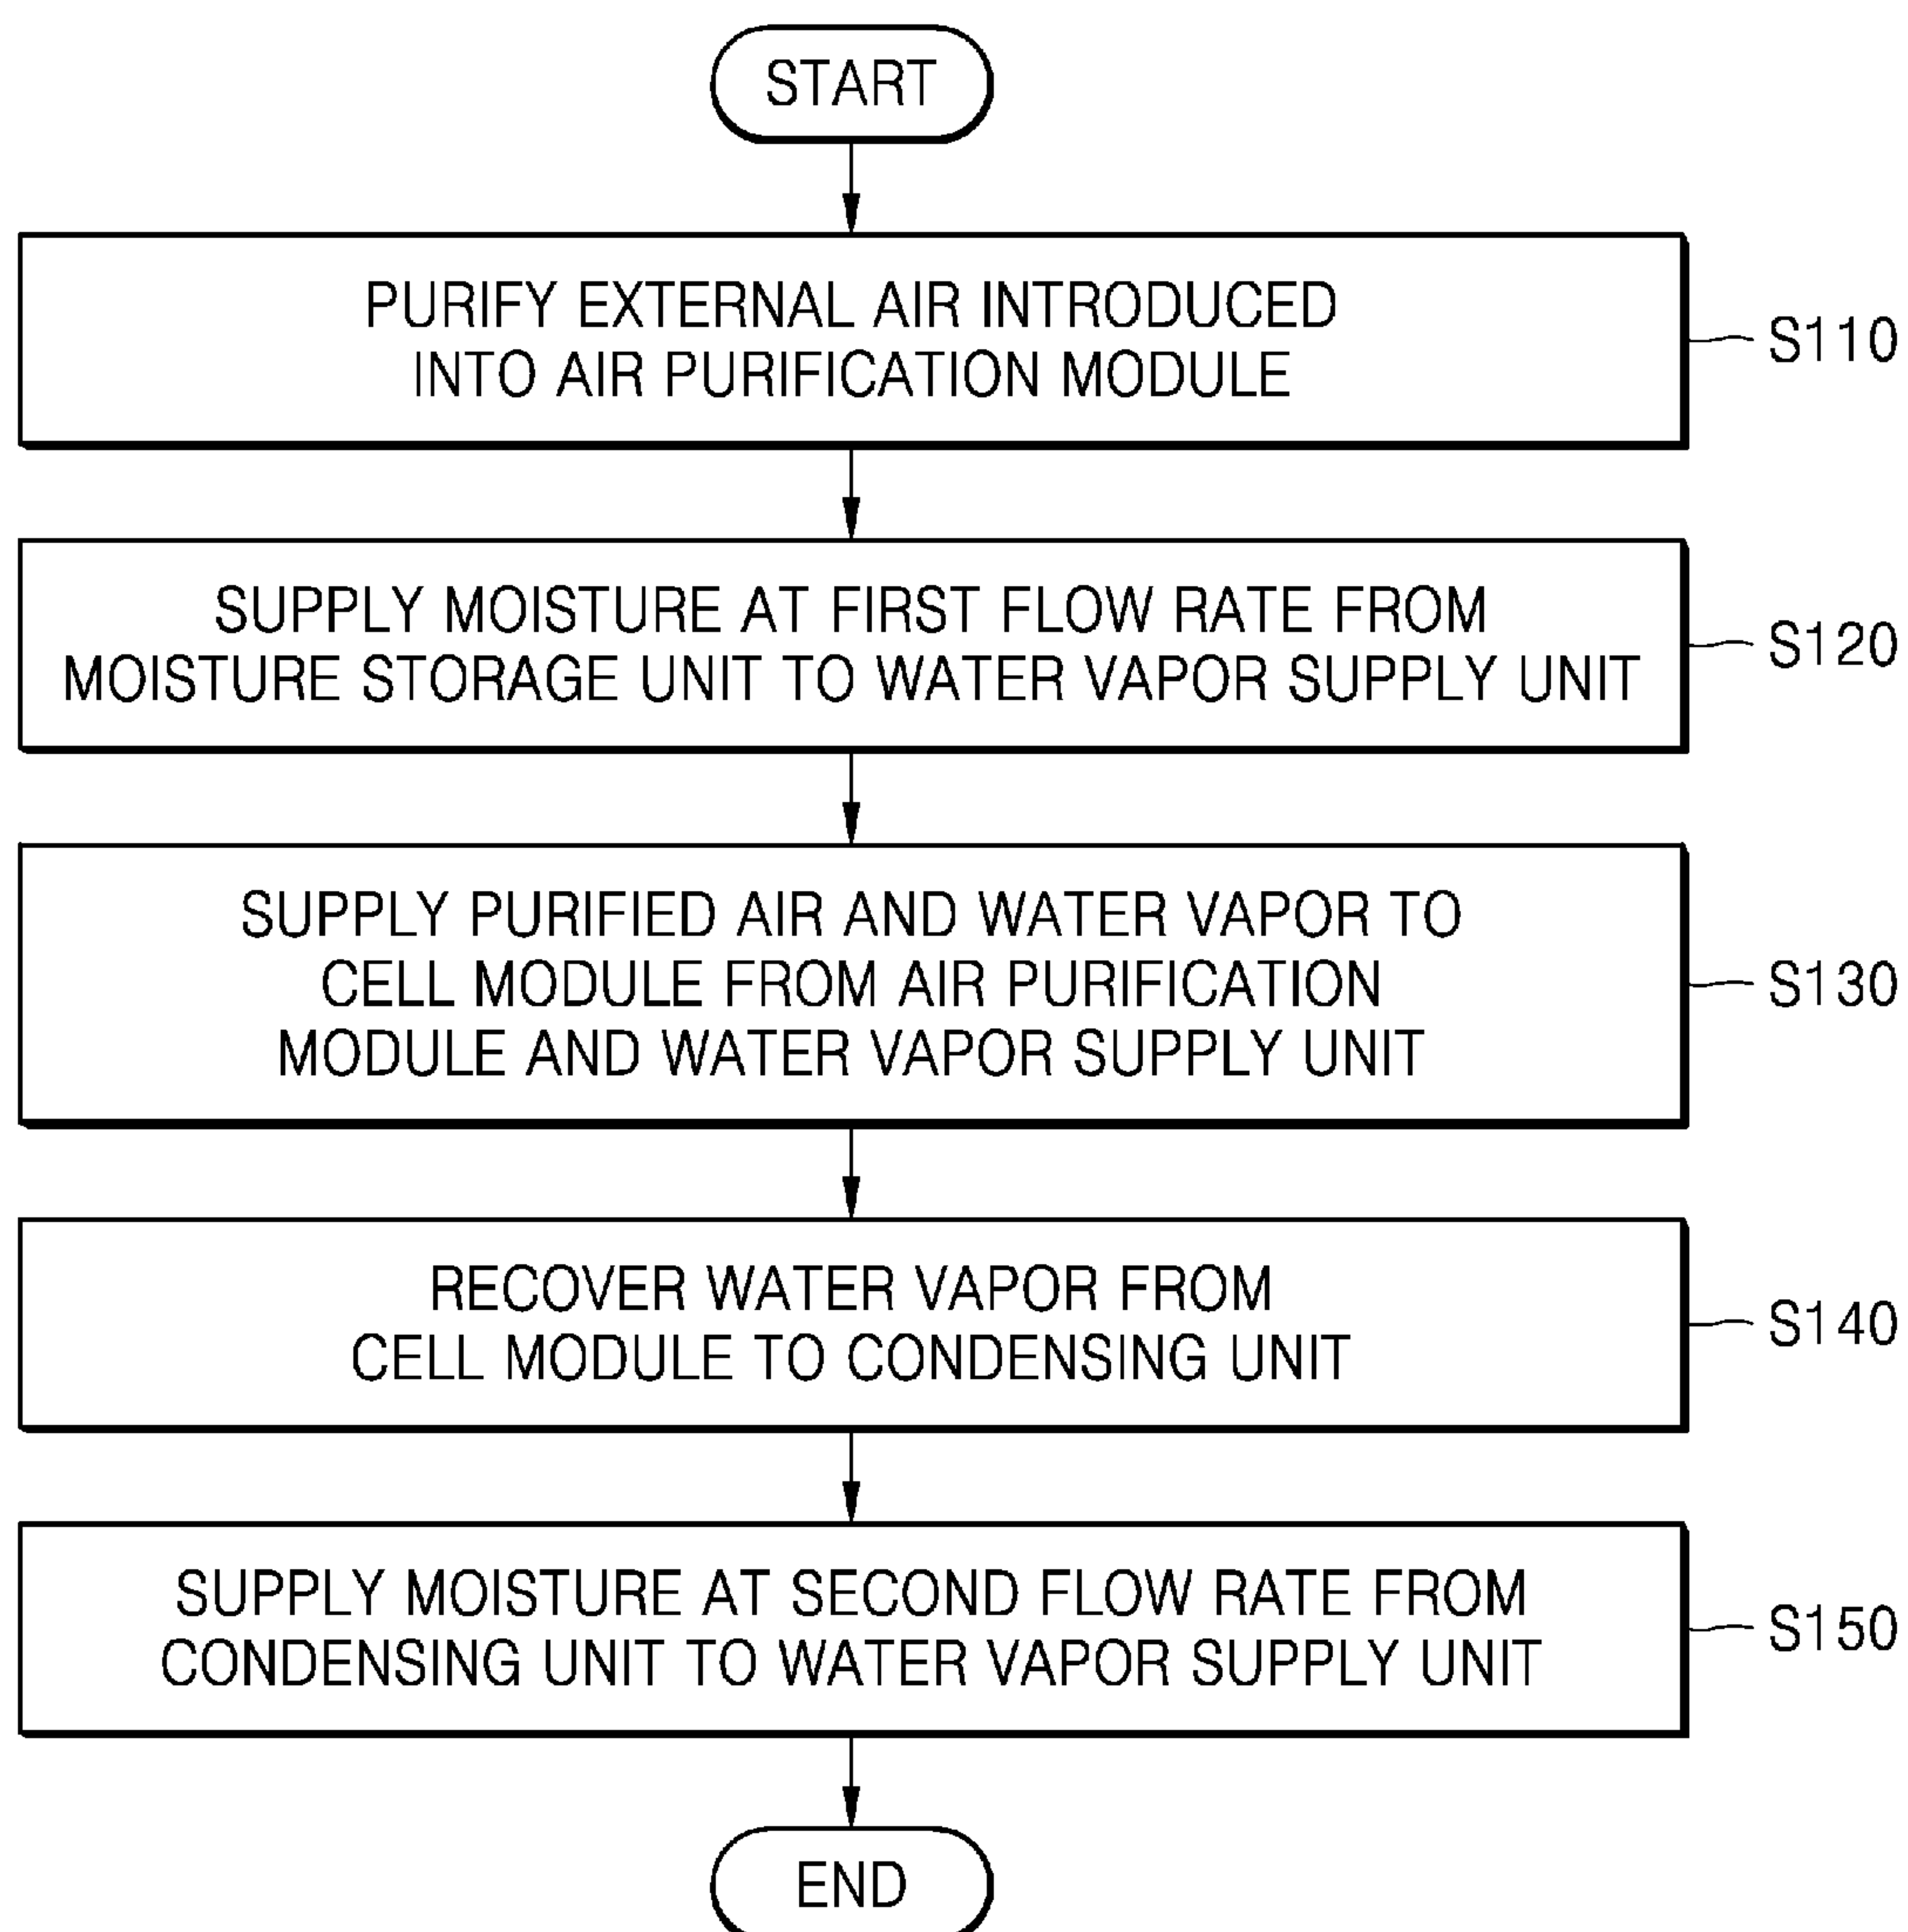 START
PURIFY EXTERNAL AIR INTRODUCED
INTO AIR PURIFICATION MODULE
S110
SUPPLY MOISTURE AT FIRST FLOW RATE FROM
MOISTURE STORAGE UNIT TO WATER VAPOR SUPPLY UNIT
S120
SUPPLY PURIFIED AIR AND WATER VAPOR TO
CELL MODULE FROM AIR PURIFICATION
MODULE AND WATER VAPOR SUPPLY UNIT
S130
RECOVER WATER VAPOR FROM
CELL MODULE TO CONDENSING UNIT
S140
SUPPLY MOISTURE AT SECOND FLOW RATE FROM
CONDENSING UNIT TO WATER VAPOR SUPPLY UNIT
S150
END